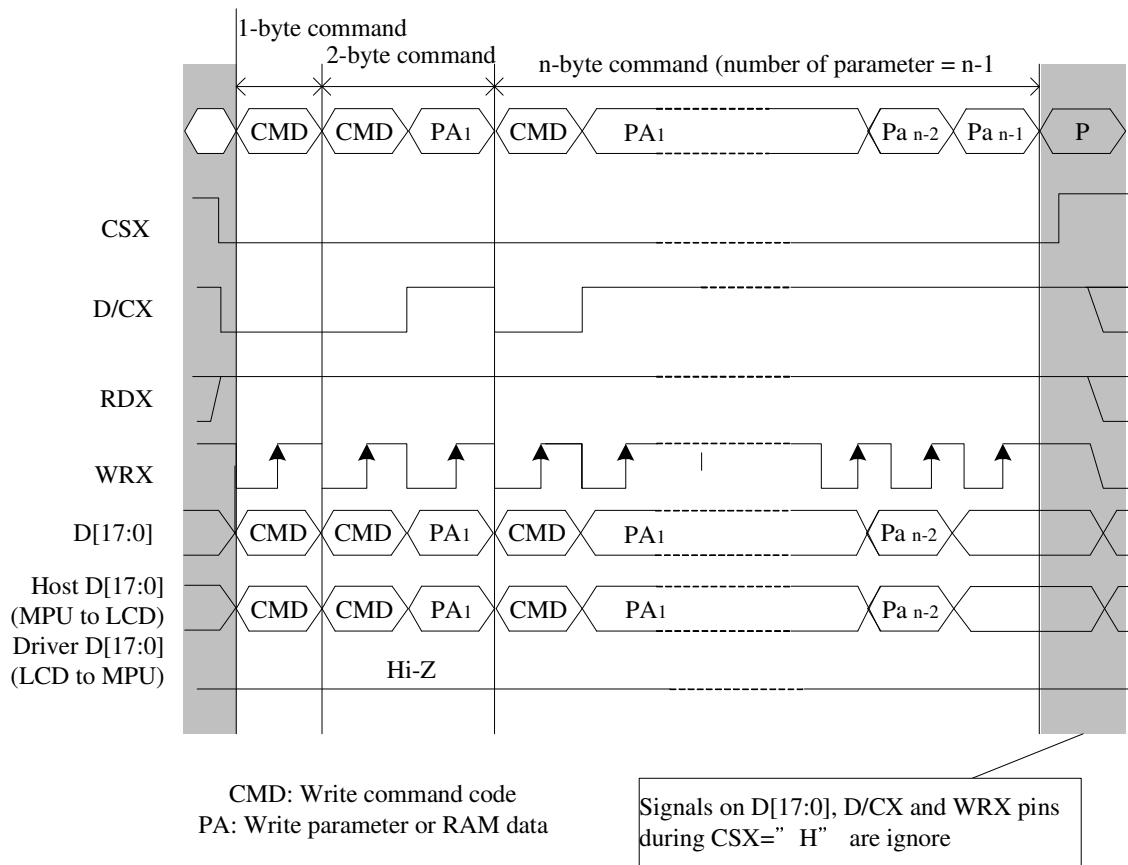 1-byte command
2-byte command
n-byte command (number of parameter = n-1
CMD CMD PA1 CMD PA1 Pa n-2 Pa n-1 P
CSX
D/CX
RDX
WRX
D[17:0] CMD CMD PA1 CMD PA1 Pa n-2
Host D[17:0]
(MPU to LCD) CMD CMD PA1 CMD PA1 Pa n-2
Driver D[17:0]
(LCD to MPU)
Hi-Z
CMD: Write command code
PA: Write parameter or RAM data
Signals on D[17:0], D/CX and WRX pins
during CSX=” H” are ignore